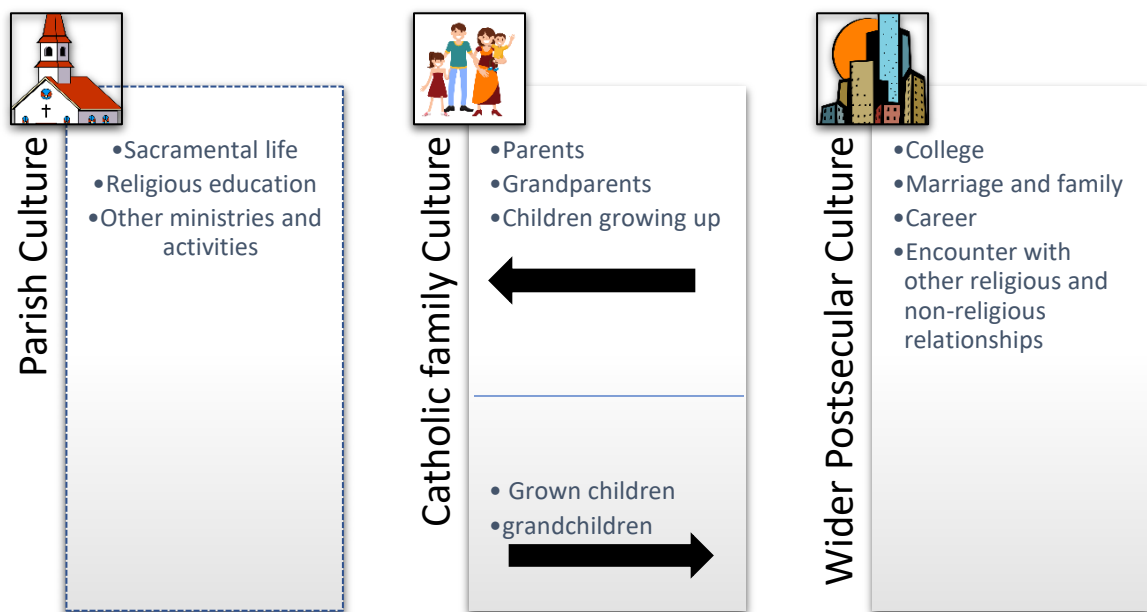 Parish Culture
•Sacramental life
•Religious education
•Other ministries and
activities
Catholic family Culture
•Parents
•Grandparents
•Children growing up
• Grown children
•grandchildren
Wider Postsecular Culture
•College
•Marriage and family
•Career
•Encounter with
other religious and
non-religious
relationships